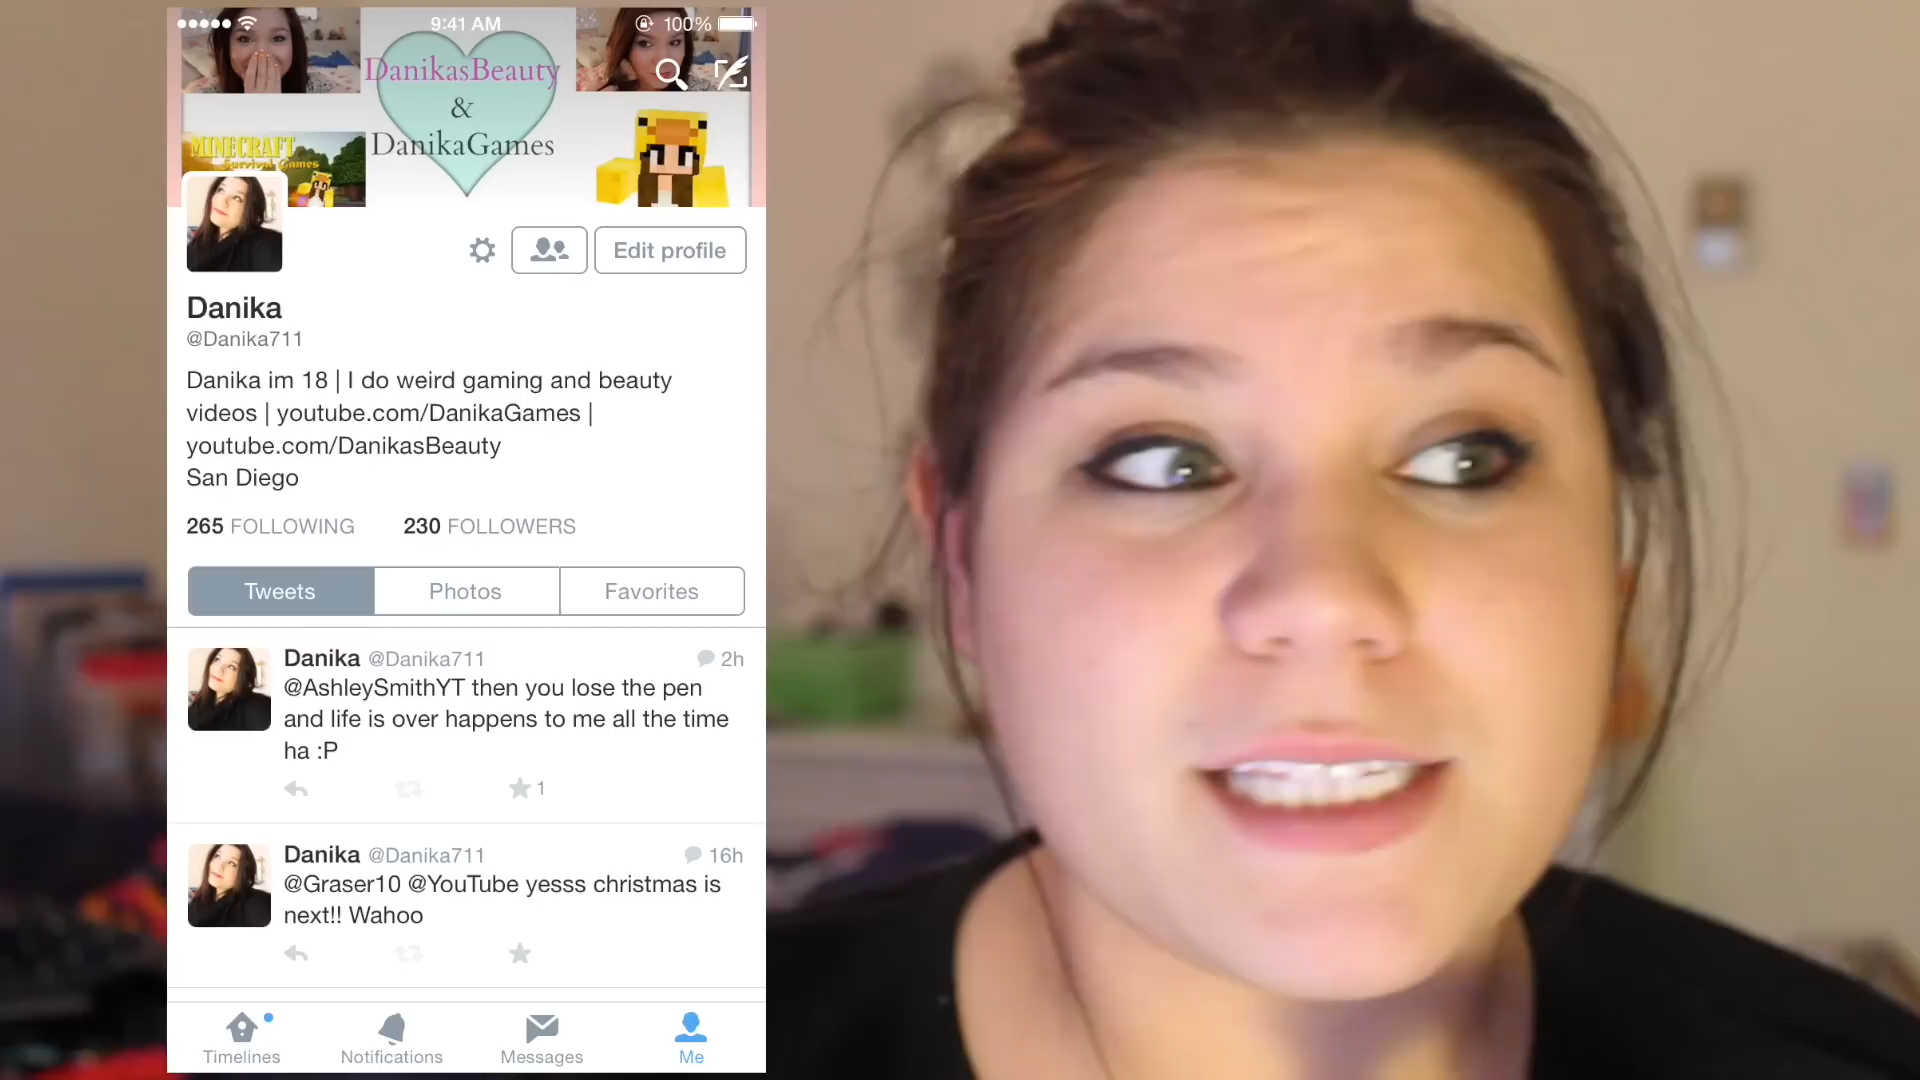 9:41 AM
100%
DanikasBeauty
&
DanikaGames
MINECRAFT
Survival Games
Edit profile
Danika
@Danika711
Danika im 18 | I do weird gaming and beauty
videos | youtube.com/DanikaGames |
youtube.com/DanikasBeauty
San Diego
265 FOLLOWING 230 FOLLOWERS
Tweets Photos Favorites
Danika @Danika711 2h
@AshleySmithYT then you lose the pen
and life is over happens to me all the time
ha :P
1
Danika @Danika711 16h
@Graser10 @YouTube yesss christmas is
next!! Wahoo
Timelines Notifications Messages Me